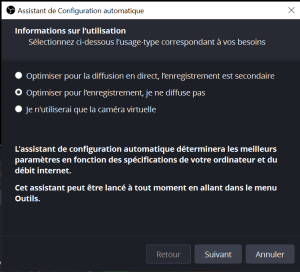 Assistant de Configuration automatique
Informations sur l'utilisation
Sélectionnez ci-dessous l'usage-type correspondant à vos besoins
Optimiser pour la diffusion en direct, l'enregistrement est secondaire
Optimiser pour l'enregistrement, je ne diffuse pas
Je n'utiliserai que la caméra virtuelle
L'assistant de configuration automatique déterminera les meilleurs
paramètres en fonction des spécifications de votre ordinateur et du
débit internet.
Cet assistant peut être lancé à tout moment en allant dans le menu
Outils.
Retour
Suivant
Annuler